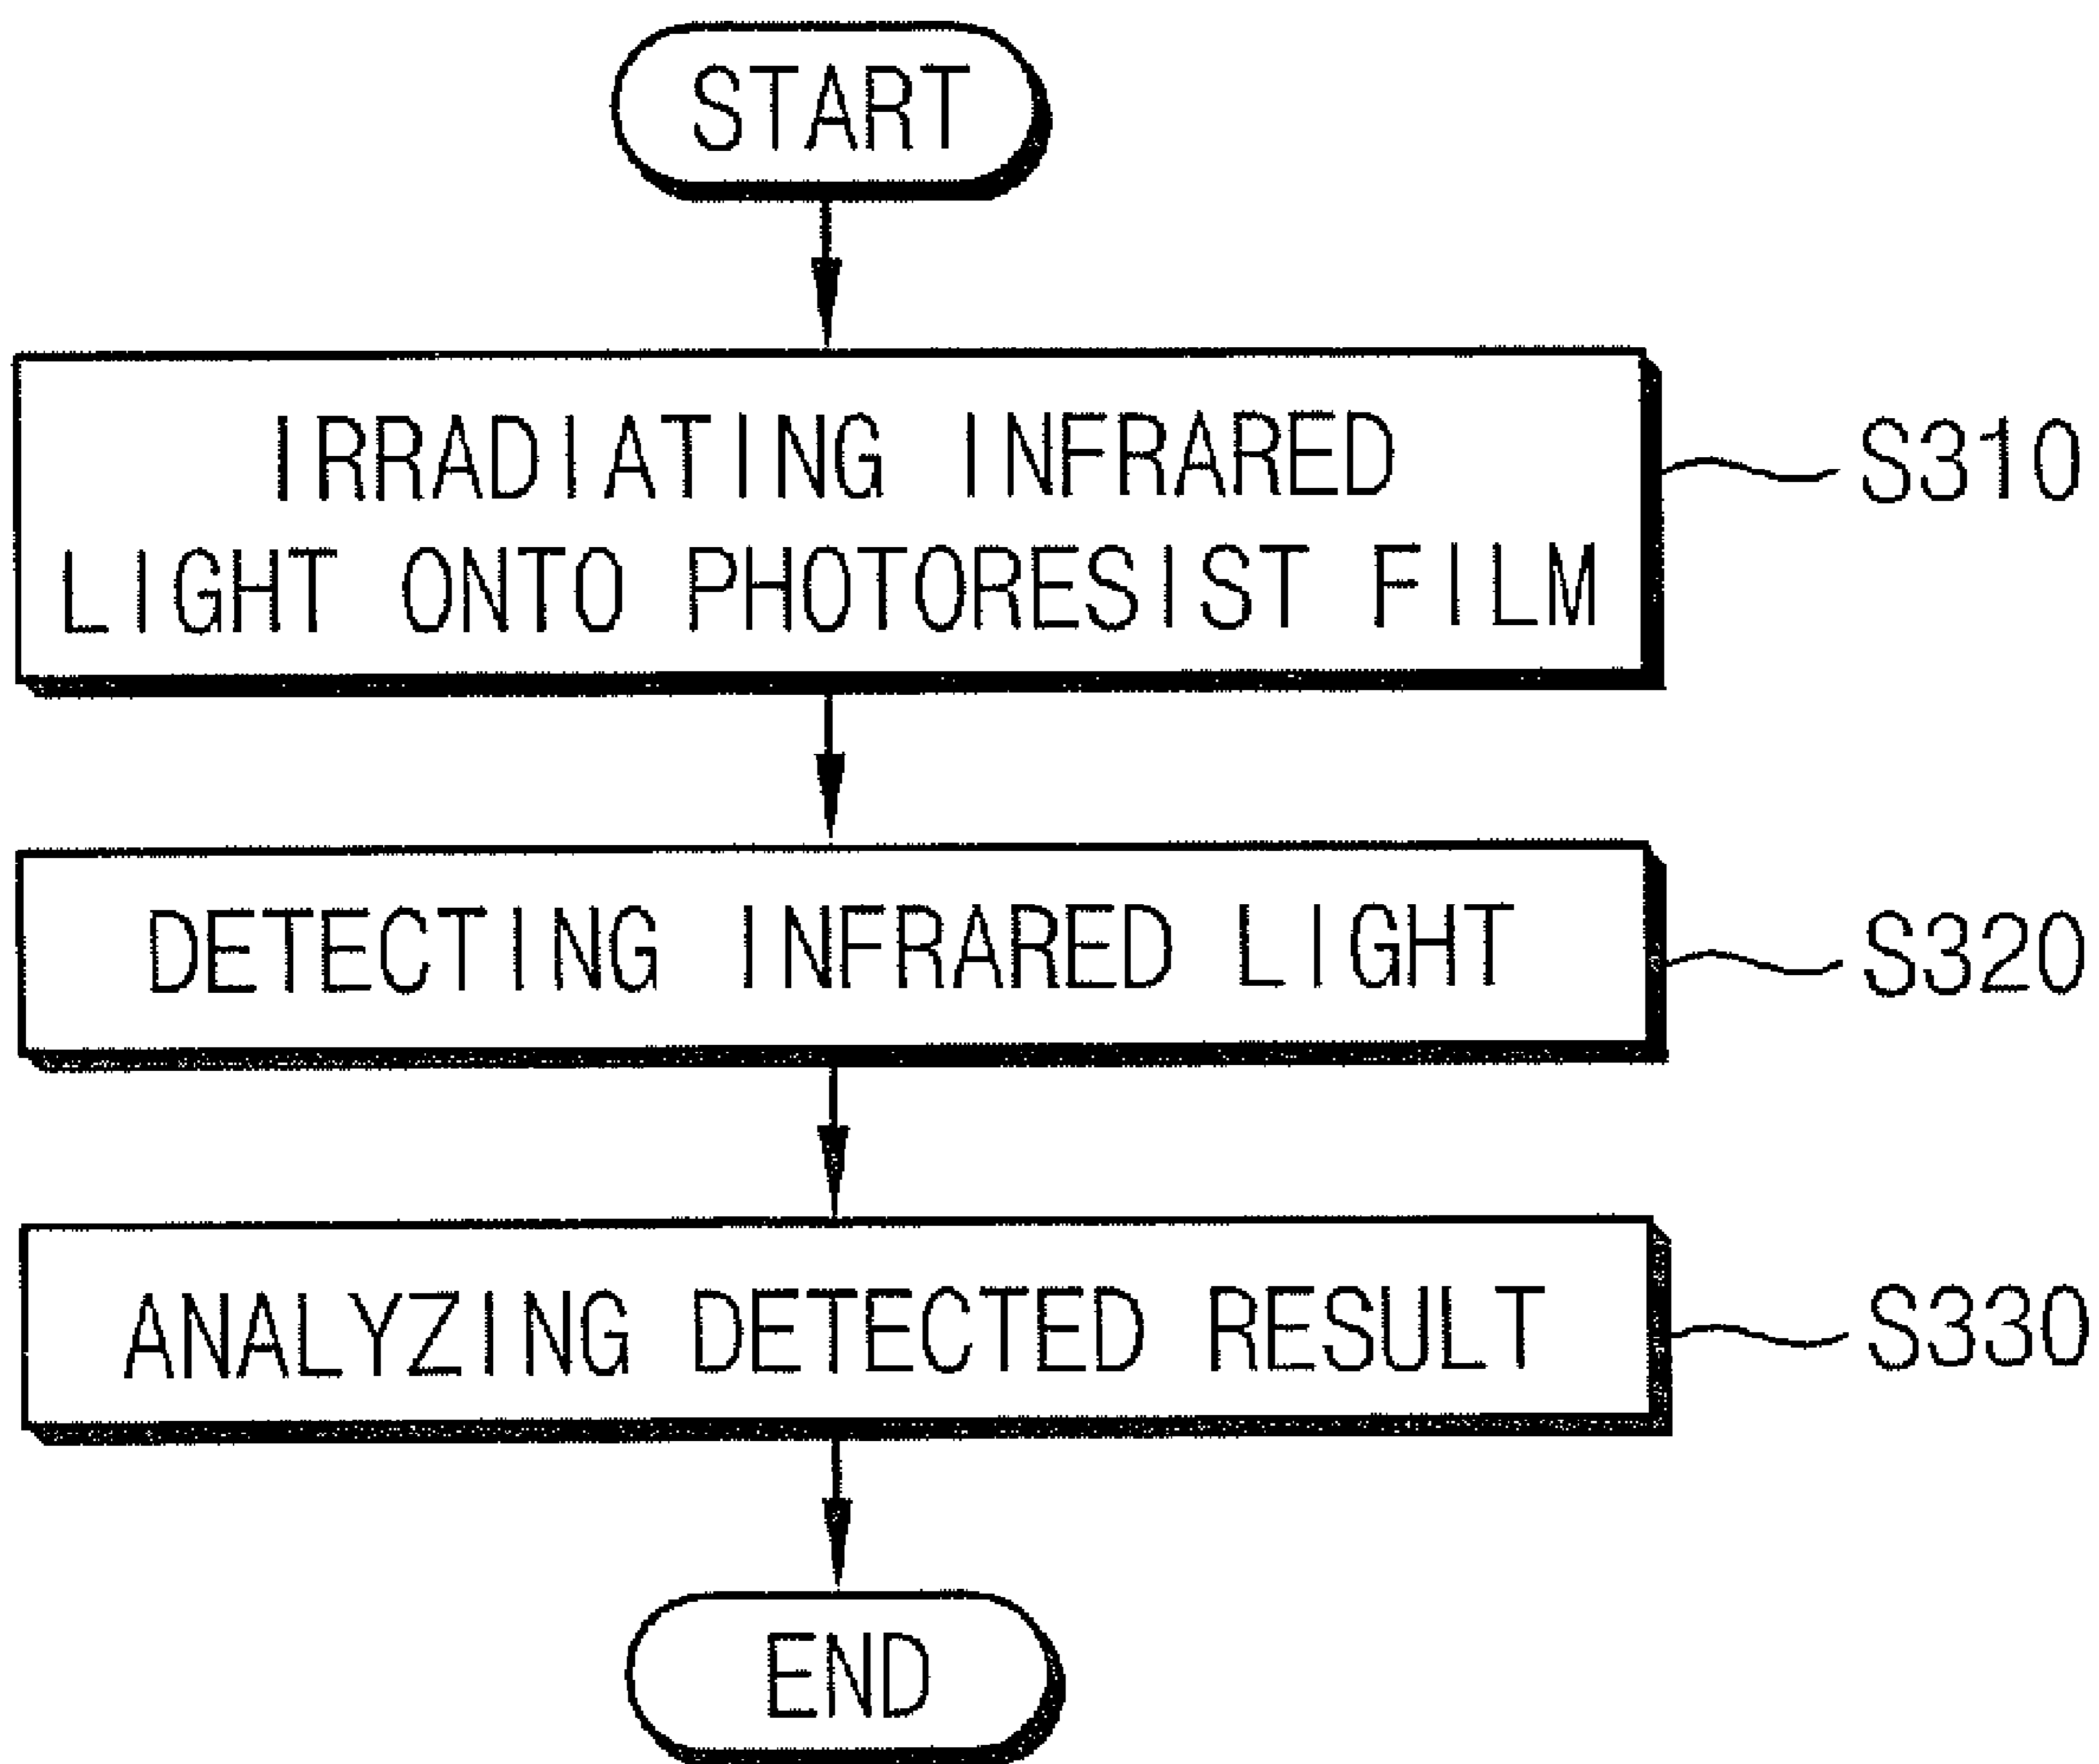 START
IRRADIATING INFRARED
LIGHT ONTO PHOTORESIST FILM
S310
DETECTING INFRARED LIGHT
S320
ANALYZING DETECTED RESULT
S330
END